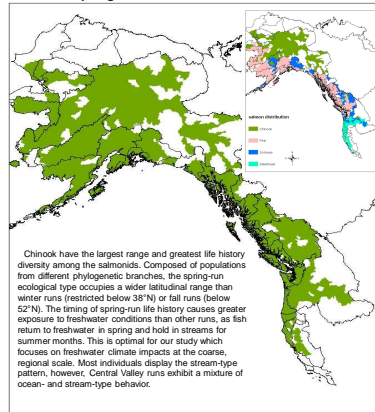 salmon distribution
Chinook
Pink
Sockeye
Steelhead
Chinook have the largest range and greatest life history
diversity among the salmonids. Composed of populations
from different phylogenetic branches, the spring-run
ecological type occupies a wider latitudinal range than
winter runs (restricted below 38°N) or fall runs (below
52°N). The timing of spring-run life history causes greater
exposure to freshwater conditions than other runs, as fish
return to freshwater in spring and hold in streams for
summer months. This is optimal for our study which
focuses on freshwater climate impacts at the coarse,
regional scale. Most individuals display the stream-type
pattern, however, Central Valley runs exhibit a mixture of
ocean- and stream-type behavior.